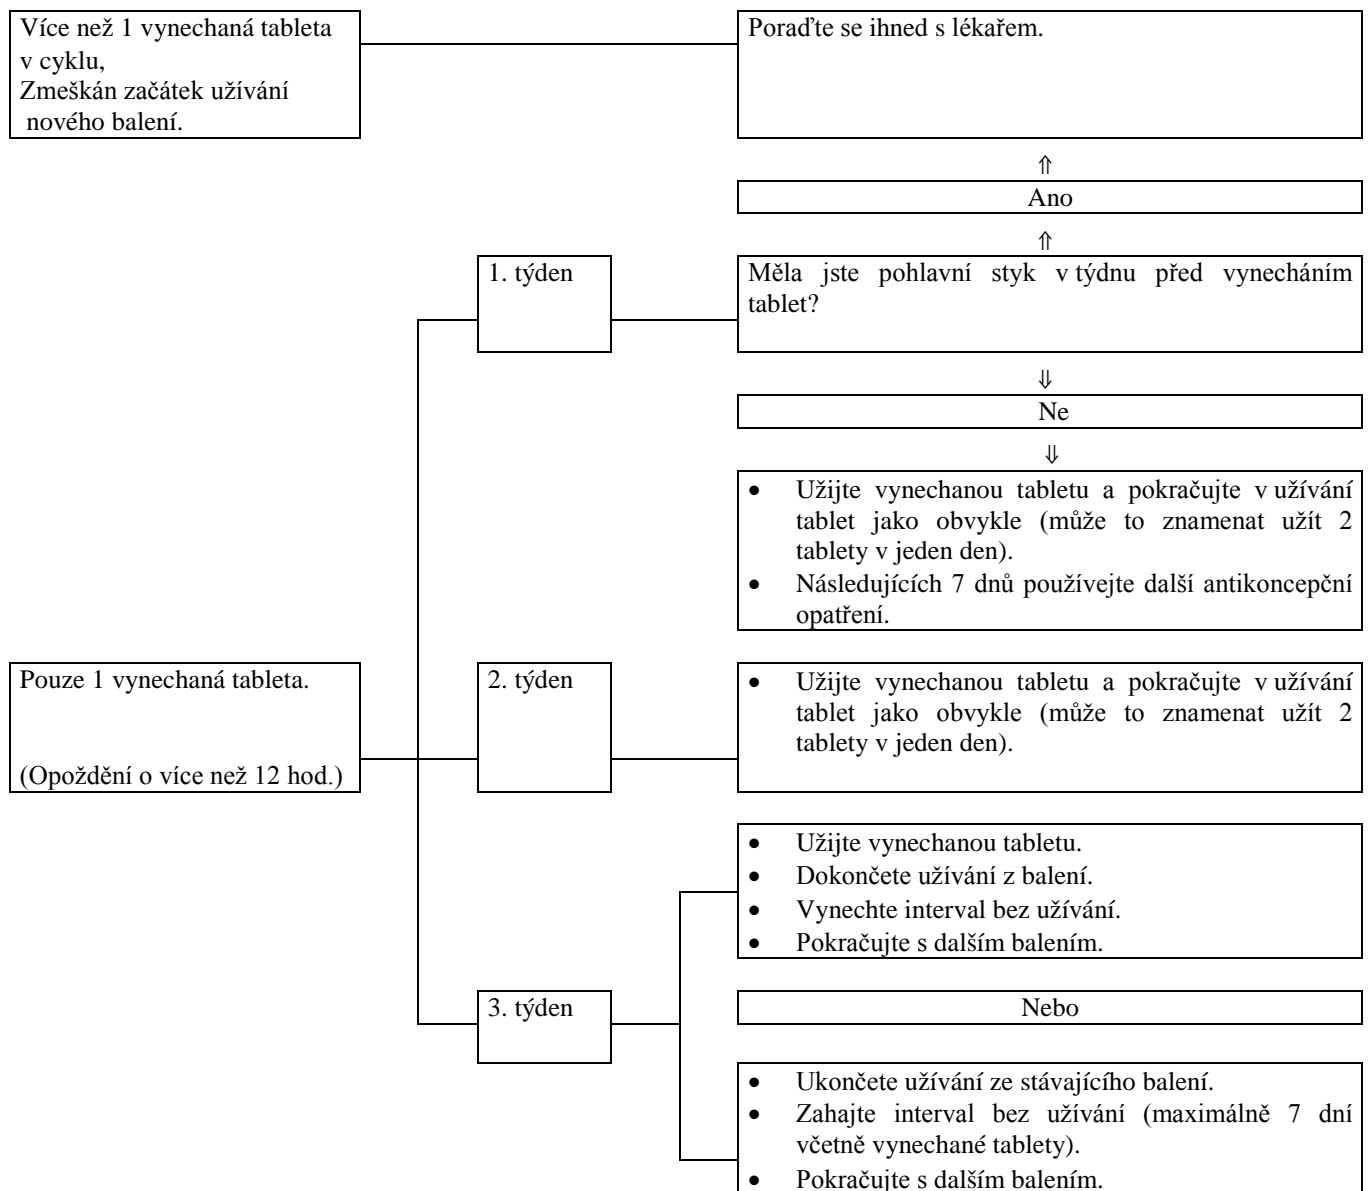 Více než 1 vynechaná tableta
v cyklu,
Zmeškán začátek užívání
nového balení.
Poraďte se ihned s lékařem.
⇑
Ano
⇑
1. týden
Měla jste pohlavní styk v týdnu před vynecháním
tablet?
⇓
Ne
⇓
• Užijte vynechanou tabletu a pokračujte v užívání
tablet jako obvykle (může to znamenat užít 2
tablety v jeden den).
• Následujících 7 dnů používejte další antikoncepční
opatření.
Pouze 1 vynechaná tableta.
(Opoždění o více než 12 hod.)
2. týden
• Užijte vynechanou tabletu a pokračujte v užívání
tablet jako obvykle (může to znamenat užít 2
tablety v jeden den).
• Užijte vynechanou tabletu.
• Dokončete užívání z balení.
• Vynechte interval bez užívání.
• Pokračujte s dalším balením.
3. týden
Nebo
• Ukončete užívání ze stávajícího balení.
• Zahajte interval bez užívání (maximálně 7 dní
včetně vynechané tablety).
• Pokračujte s dalším balením.